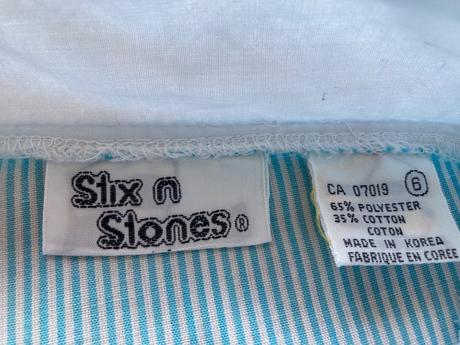 Stix n
Stones®
CA 07019 6
65% POLYESTER
35% COTTON
COTON
MADE IN KOREA
FABRIQUE EN COREE